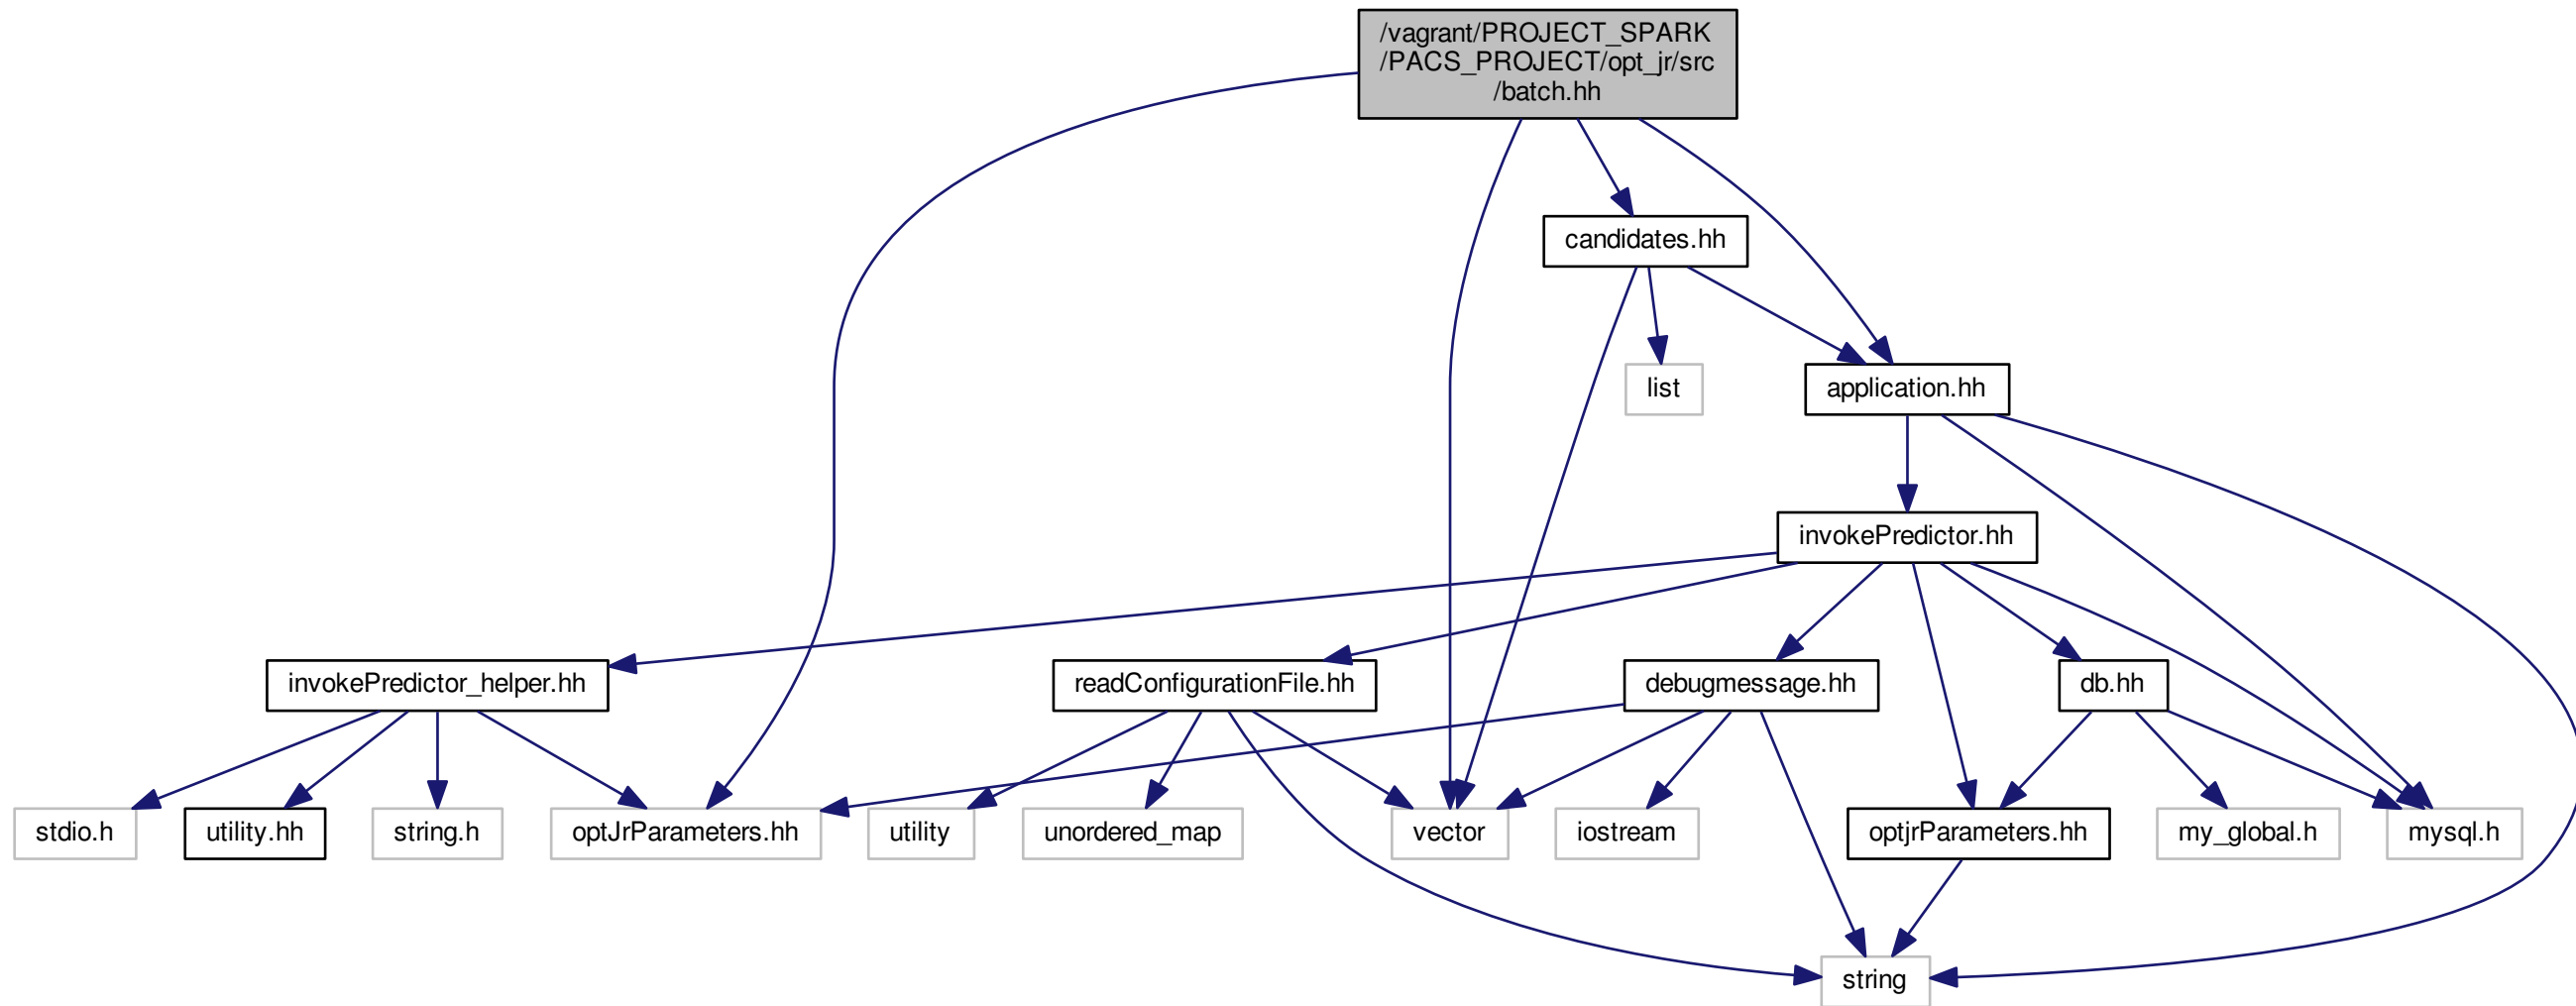 /vagrant/PROJECT_SPARK
/PACS_PROJECT/opt_jr/src
/batch.hh
candidates.hh
list
application.hh
invokePredictor.hh
invokePredictor_helper.hh
readConfigurationFile.hh
debugmessage.hh
db.hh
stdio.h
utility.hh
string.h
optJrParameters.hh
utility
unordered_map
vector
iostream
optjrParameters.hh
my_global.h
mysql.h
string